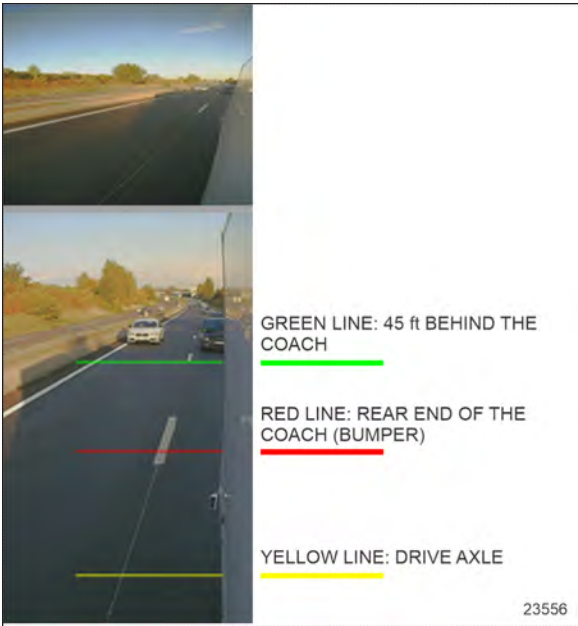 GREEN LINE: 45 ft BEHIND THE
COACH
RED LINE: REAR END OF THE
COACH (BUMPER)
YELLOW LINE: DRIVE AXLE
23556